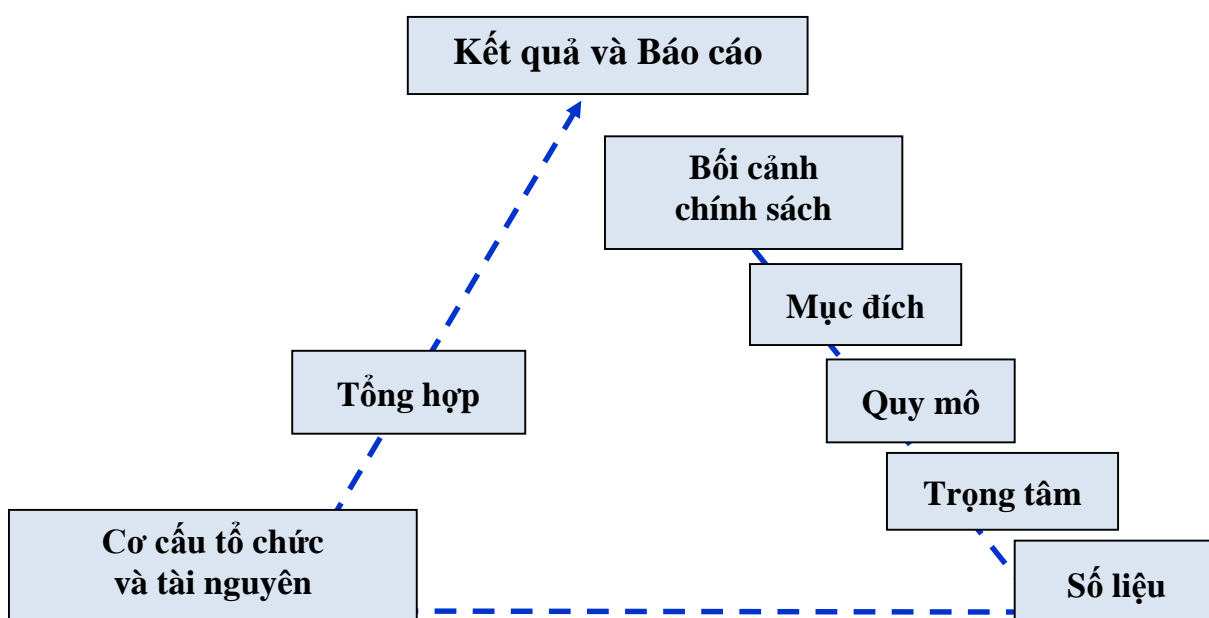 Kết quả và Báo cáo
Bối cảnh
chính sách
Mục đích
Tổng hợp
Quy mô
Trọng tâm
Cơ cấu tổ chức
và tài nguyên
Số liệu